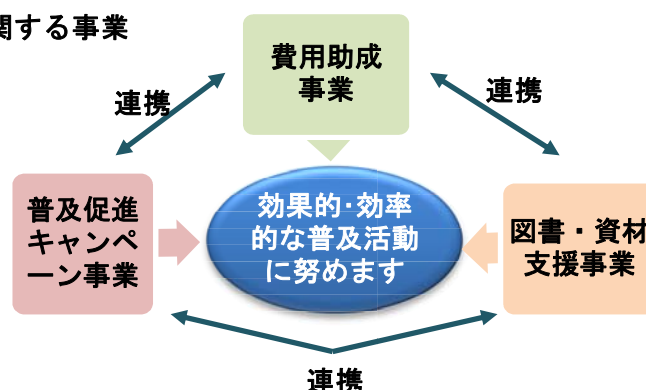 関する事業
費用助成
事業
連携
連携
普及促進
キャンペ
ーン事業
効果的･効率
的な普及活動
に努めます
図書・資材
支援事業
連携